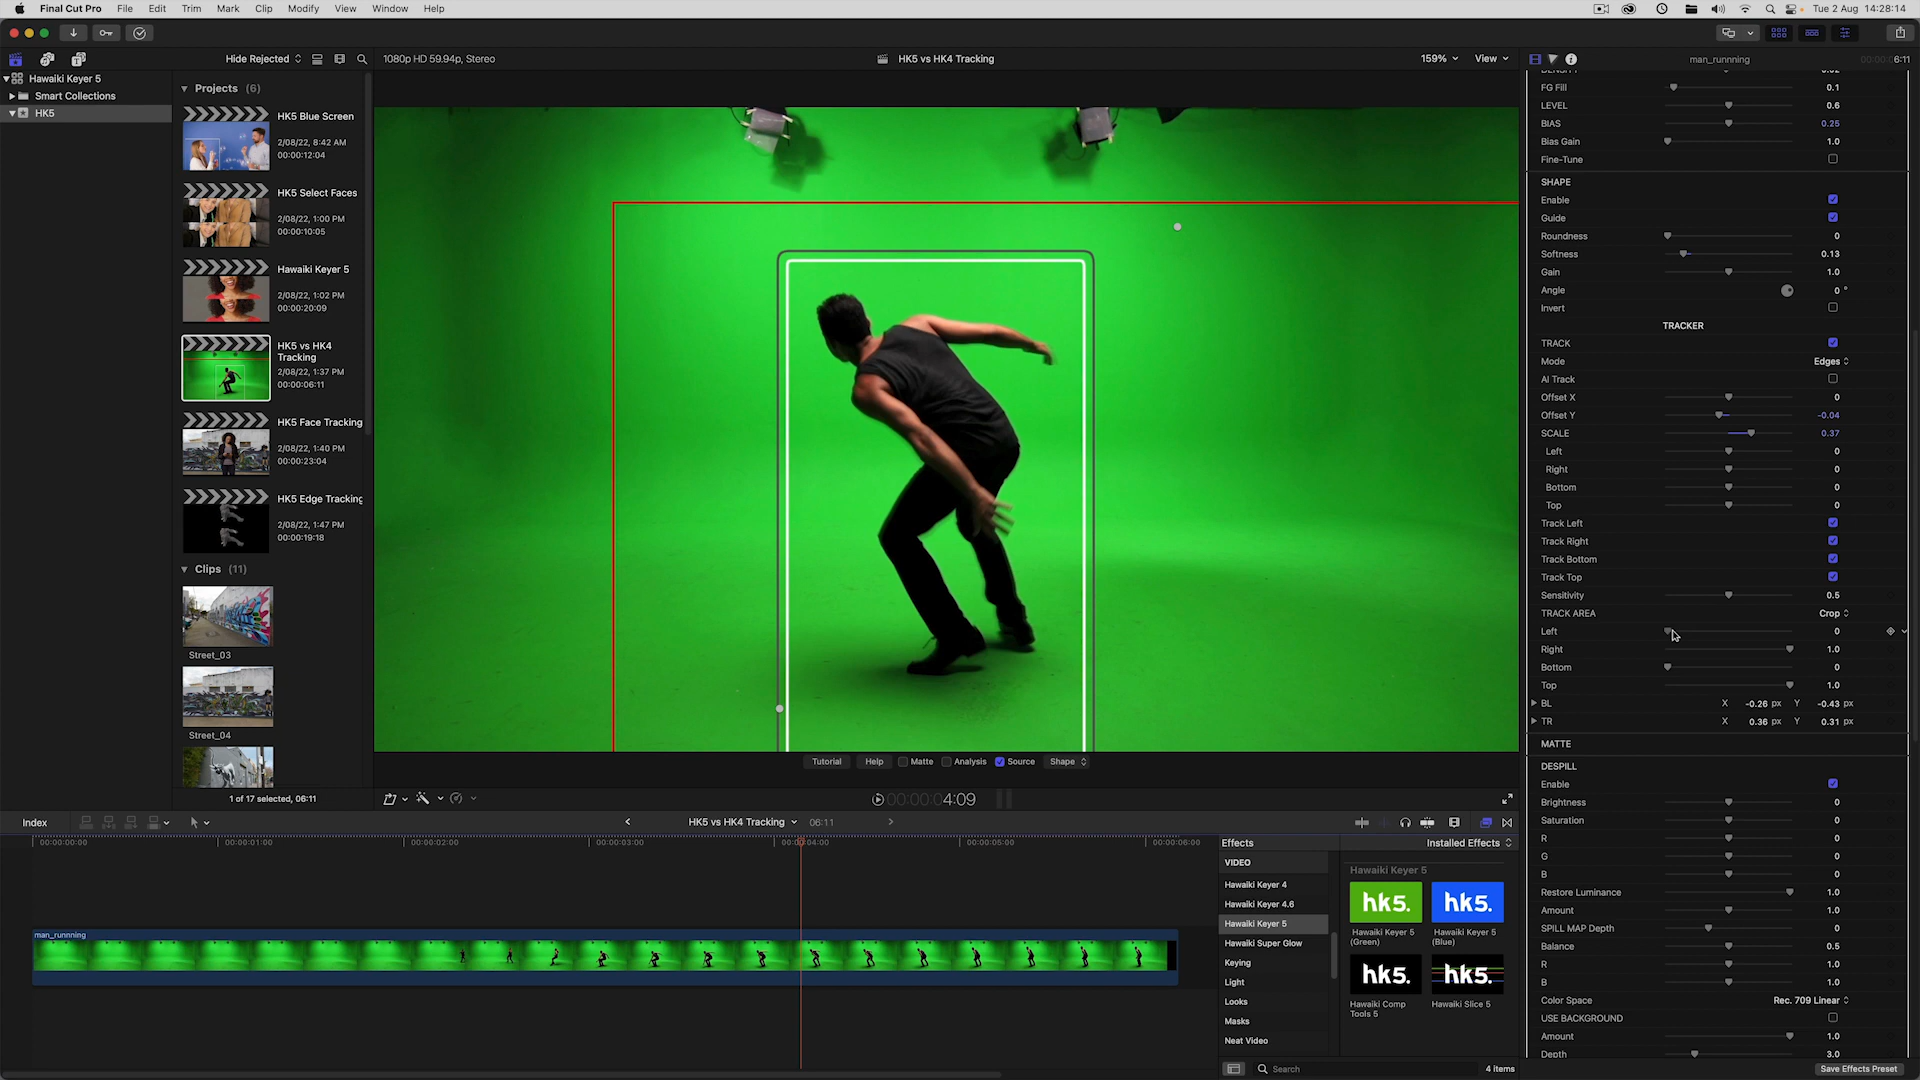 Final Cut Pro File Edit Trim Mark Clip Modify View Window Help
Tue 2 Aug 14:28:14
Hide Rejected
1080p HD 59.94p, Stereo
HK5 vs HK4 Tracking
159%
View
man_runnning
6:11
Hawaiki Keyer 5
Smart Collections
HK5
Projects (6)
HK5 Blue Screen
2/08/22, 8:42 AM
00:00:12:04
HK5 Select Faces
2/08/22, 1:00 PM
00:00:10:05
Hawaiki Keyer 5
2/08/22, 1:02 PM
00:00:20:09
HK5 vs HK4
Tracking
2/08/22, 1:37 PM
00:00:06:11
HK5 Face Tracking
2/08/22, 1:40 PM
00:00:23:04
HK5 Edge Tracking
2/08/22, 1:47 PM
00:00:19:18
Clips (11)
Street_03
Street_04
1 of 17 selected, 06:11
Tutorial Help Matte Analysis Source Shape
00:00:04:09
FG Fill 0.1
LEVEL 0.6
BIAS 0.25
Bias Gain 1.0
Fine-Tune
SHAPE
Enable
Guide
Roundness 0
Softness 0.13
Gain 1.0
Angle 0 °
Invert
TRACKER
TRACK
Mode Edges
AI Track
Offset X 0
Offset Y -0.04
SCALE 0.37
Left 0
Right 0
Bottom 0
Top 0
Track Left
Track Right
Track Bottom
Track Top
Sensitivity 0.5
TRACK AREA Crop
Left 0
Right 1.0
Bottom 0
Top 1.0
BL X -0.26 px Y -0.43 px
TR X 0.36 px Y 0.31 px
MATTE
DESPILL
Enable
Brightness 0
Saturation 0
R 0
G 0
B 0
Restore Luminance 1.0
Amount 1.0
SPILL MAP Depth 0
Balance 0.5
R 1.0
B 1.0
Color Space Rec. 709 Linear
USE BACKGROUND
Amount 1.0
Depth 3.0
Save Effects Preset
Index
HK5 vs HK4 Tracking 06:11
00:00:00:00 00:00:01:00 00:00:02:00 00:00:03:00 00:00:04:00 00:00:05:00 00:00:06:00
man_runnning
Effects
Installed Effects
VIDEO
Hawaiki Keyer 4
Hawaiki Keyer 4.6
Hawaiki Keyer 5
Hawaiki Super Glow
Keying
Light
Looks
Masks
Neat Video
Hawaiki Keyer 5
hk5. hk5.
Hawaiki Keyer 5
(Green)
Hawaiki Keyer 5
(Blue)
hk5. hk5.
Hawaiki Comp
Tools 5
Hawaiki Slice 5
Search
4 items